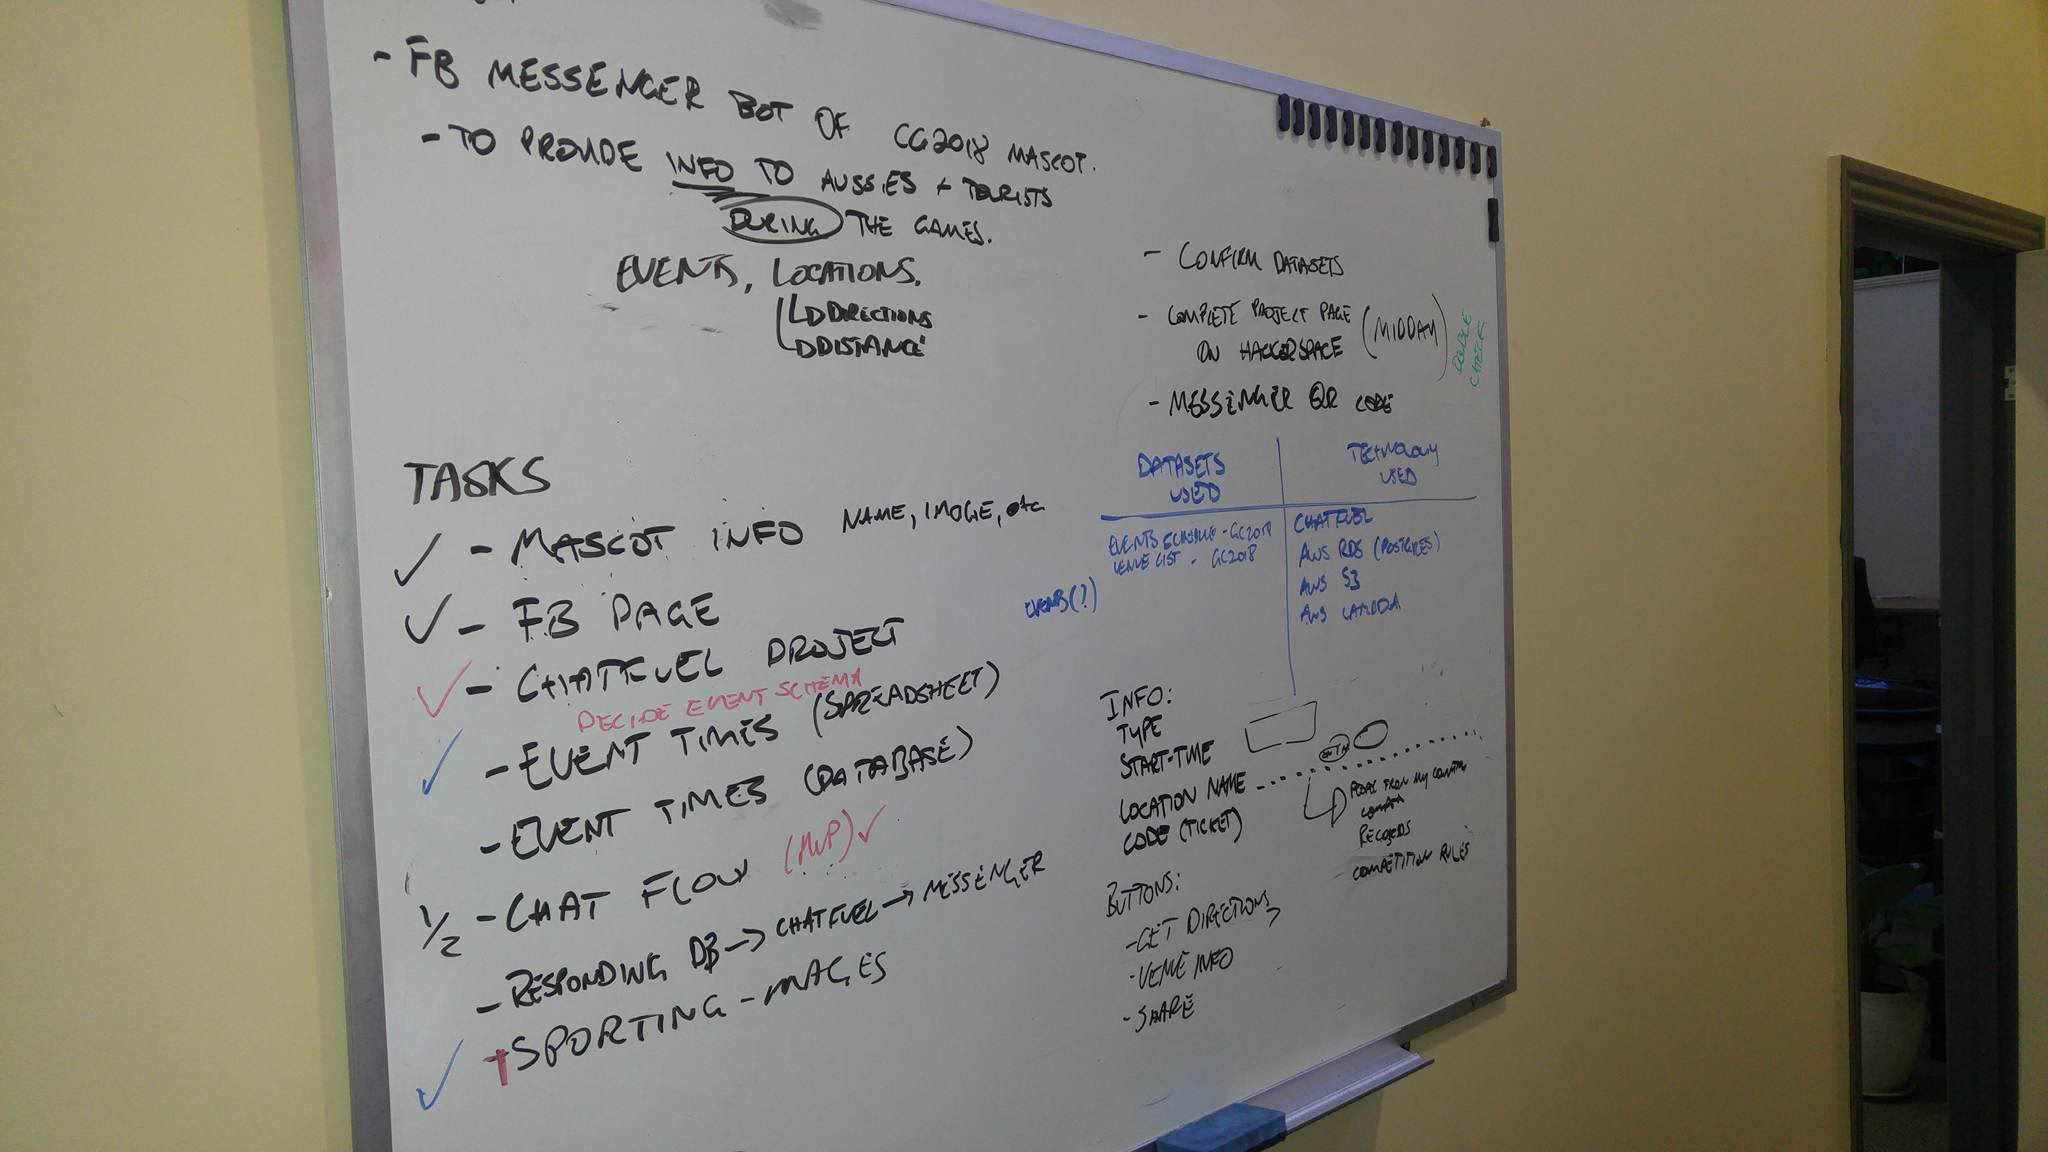 - FB MESSENGER BOT OF CG2018 MASCOT.
- TO PROVIDE INFO TO AUSSIES + TOURISTS
DURING THE GAMES.
EVENTS, LOCATIONS.
DIRECTIONS
DISTANCE
- CONFIRM DATASETS
- COMPLETE PROJECT PAGE (MIDDAY)
ON HACKERSPACE
DOUBLE
CHECK
- MESSENGER QR CODE
TASKS
✓ - MASCOT INFO NAME, IMAGE, etc
✓ - FB PAGE
✓ - CHATFUEL PROJECT
DECIDE EVENT SCHEMA
✓ - EVENT TIMES (SPREADSHEET)
- EVENT TIMES (DATABASE)
1/2 - CHAT FLOW (MVP) ✓
- RESPONDING DB → CHATFUEL → MESSENGER
✓ + SPORTING - IMAGES
DATASETS
USED
EVENTS SCHEDULE - GC2018
VENUE LIST - GC2018
EVENTS(?)
TECHNOLOGY
USED
CHATFUEL
AWS RDS (POSTGRES)
AWS S3
AWS LAMBDA
INFO:
TYPE
START-TIME
LOCATION NAME
CODE (TICKET)
FROM MY COUNTRY
RECORDS
COMPETITION RULES
BUTTONS:
- GET DIRECTIONS
- VENUE INFO
- SHARE